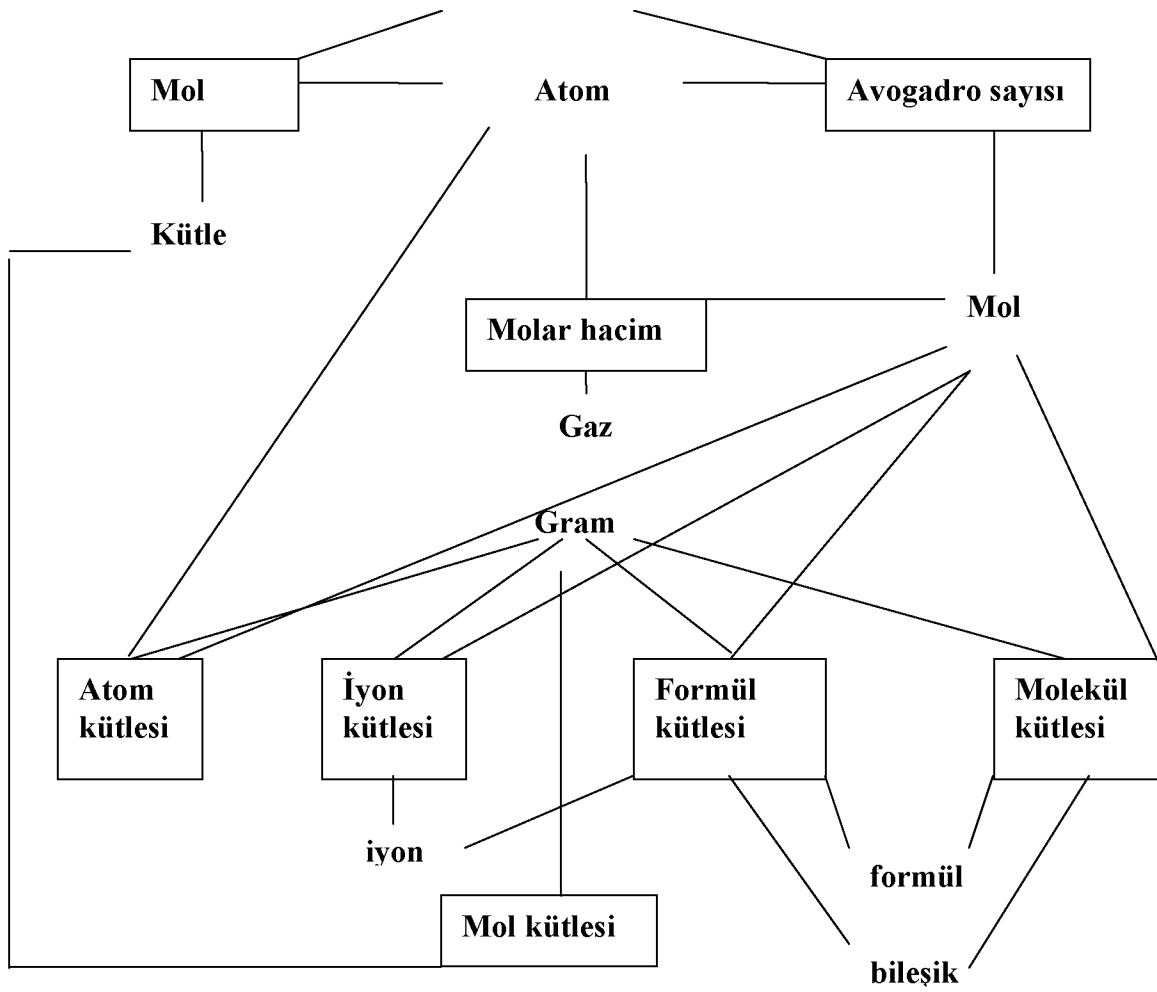 Mol
Atom
Avogadro sayısı
Kütle
Mol
Molar hacim
Gaz
Gram
Atom
kütlesi
İyon
kütlesi
Formül
kütlesi
Molekül
kütlesi
iyon
formül
Mol kütlesi
bileşik